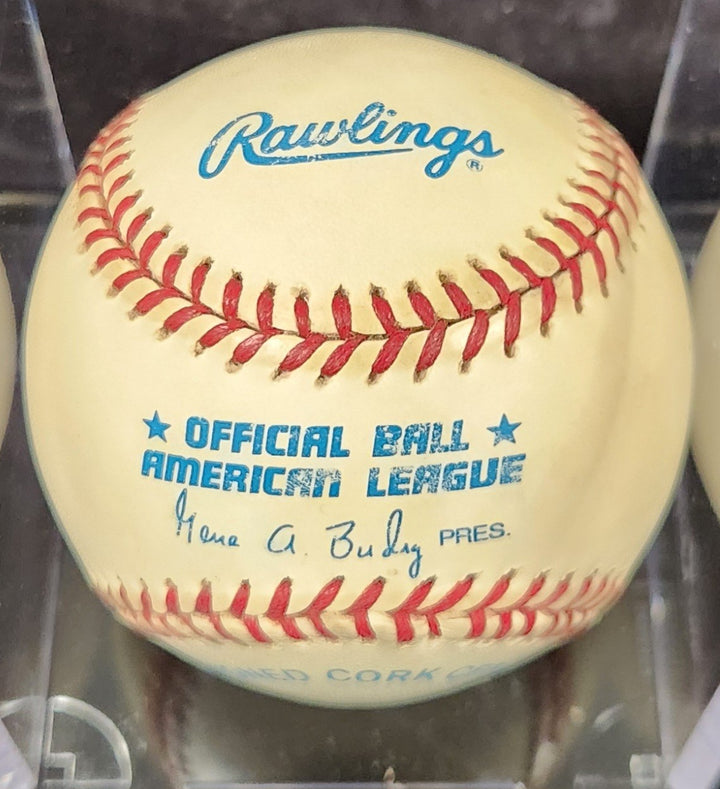 Rawlings®
★ OFFICIAL BALL ★
AMERICAN LEAGUE
Gene A. Budig PRES.
CORK